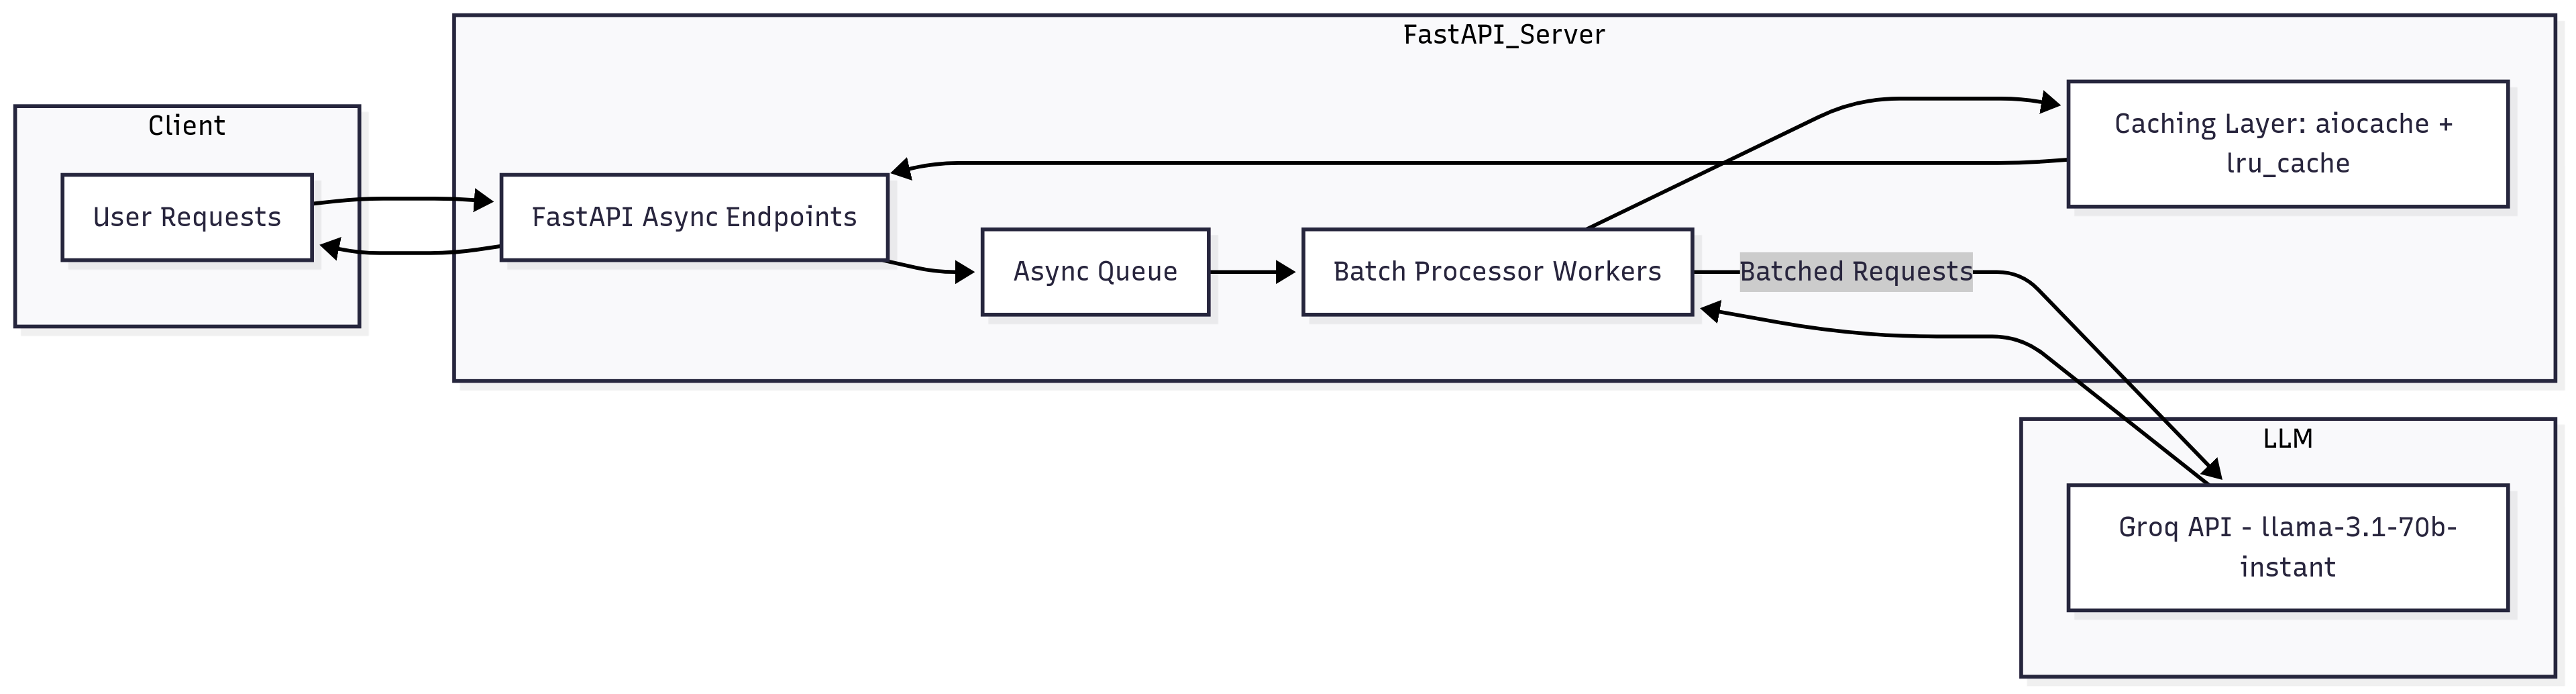 FastAPI_Server
Client
User Requests
FastAPI Async Endpoints
Async Queue
Batch Processor Workers
Batched Requests
Caching Layer: aiocache +
lru_cache
LLM
Groq API - llama-3.1-70b-
instant